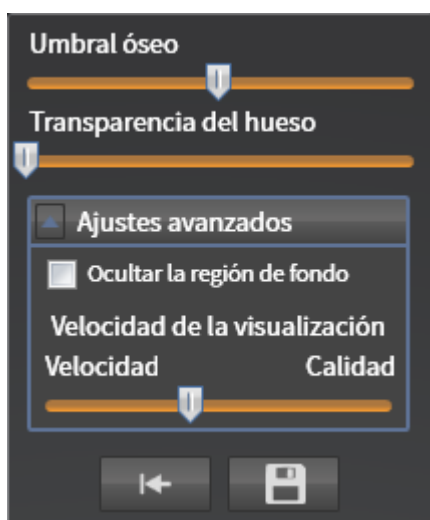 Umbral óseo
Transparencia del hueso
Ajustes avanzados
Ocultar la región de fondo
Velocidad de la visualización
Velocidad Calidad